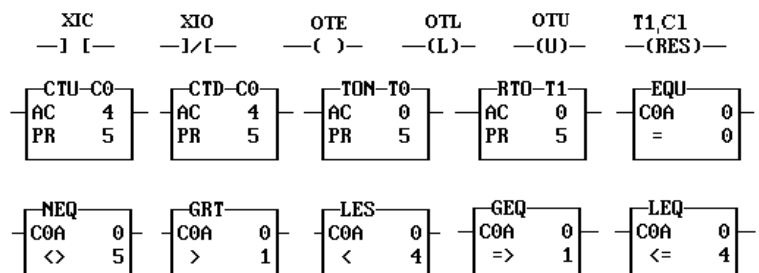 XIC XIO OTE OTL OTU T1,C1
—] [— —]/[— —( )— —(L)— —(U)— —(RES)—
CTU-C0 CTD-C0 TON-T0 RTO-T1 EQU
AC 4 AC 4 AC 0 AC 0 C0A 0
PR 5 PR 5 PR 5 PR 5 = 0
NEQ GRT LES GEQ LEQ
C0A 0 C0A 0 C0A 0 C0A 0 C0A 0
<> 5 > 1 < 4 => 1 <= 4